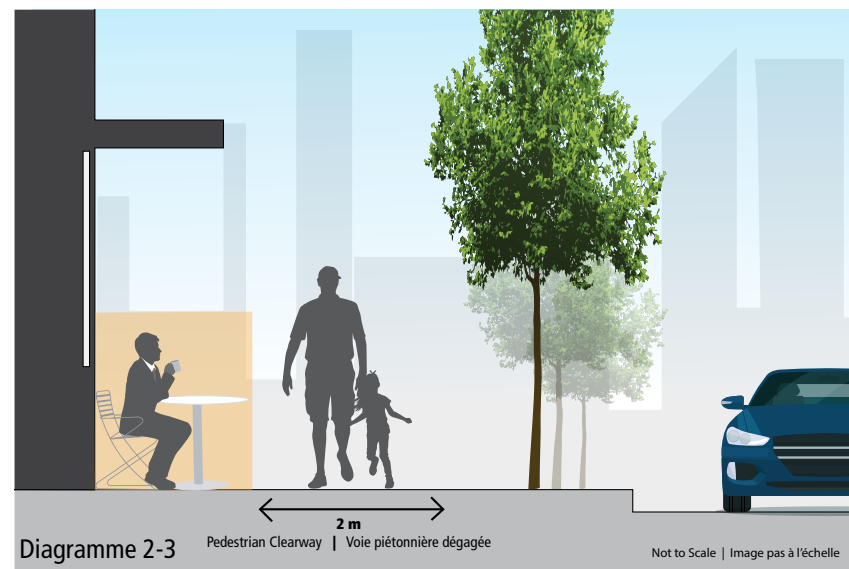 2 m
Pedestrian Clearway | Voie piétonnière dégagée
Diagramme 2-3
Not to Scale | Image pas à l'échelle